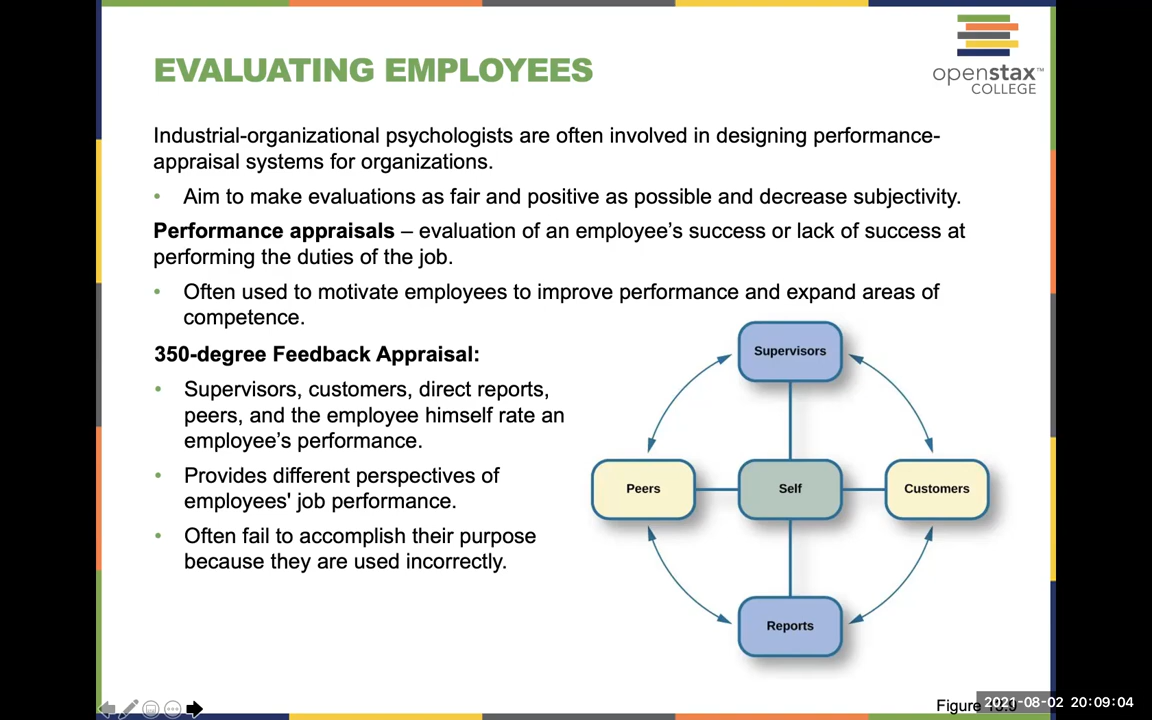 openstax™
COLLEGE
EVALUATING EMPLOYEES
Industrial-organizational psychologists are often involved in designing performance-
appraisal systems for organizations.
• Aim to make evaluations as fair and positive as possible and decrease subjectivity.
Performance appraisals – evaluation of an employee’s success or lack of success at
performing the duties of the job.
• Often used to motivate employees to improve performance and expand areas of
competence.
350-degree Feedback Appraisal:
• Supervisors, customers, direct reports,
peers, and the employee himself rate an
employee’s performance.
• Provides different perspectives of
employees' job performance.
• Often fail to accomplish their purpose
because they are used incorrectly.
Supervisors
Peers
Self
Customers
Reports
Figure
2021-08-02 20:09:04